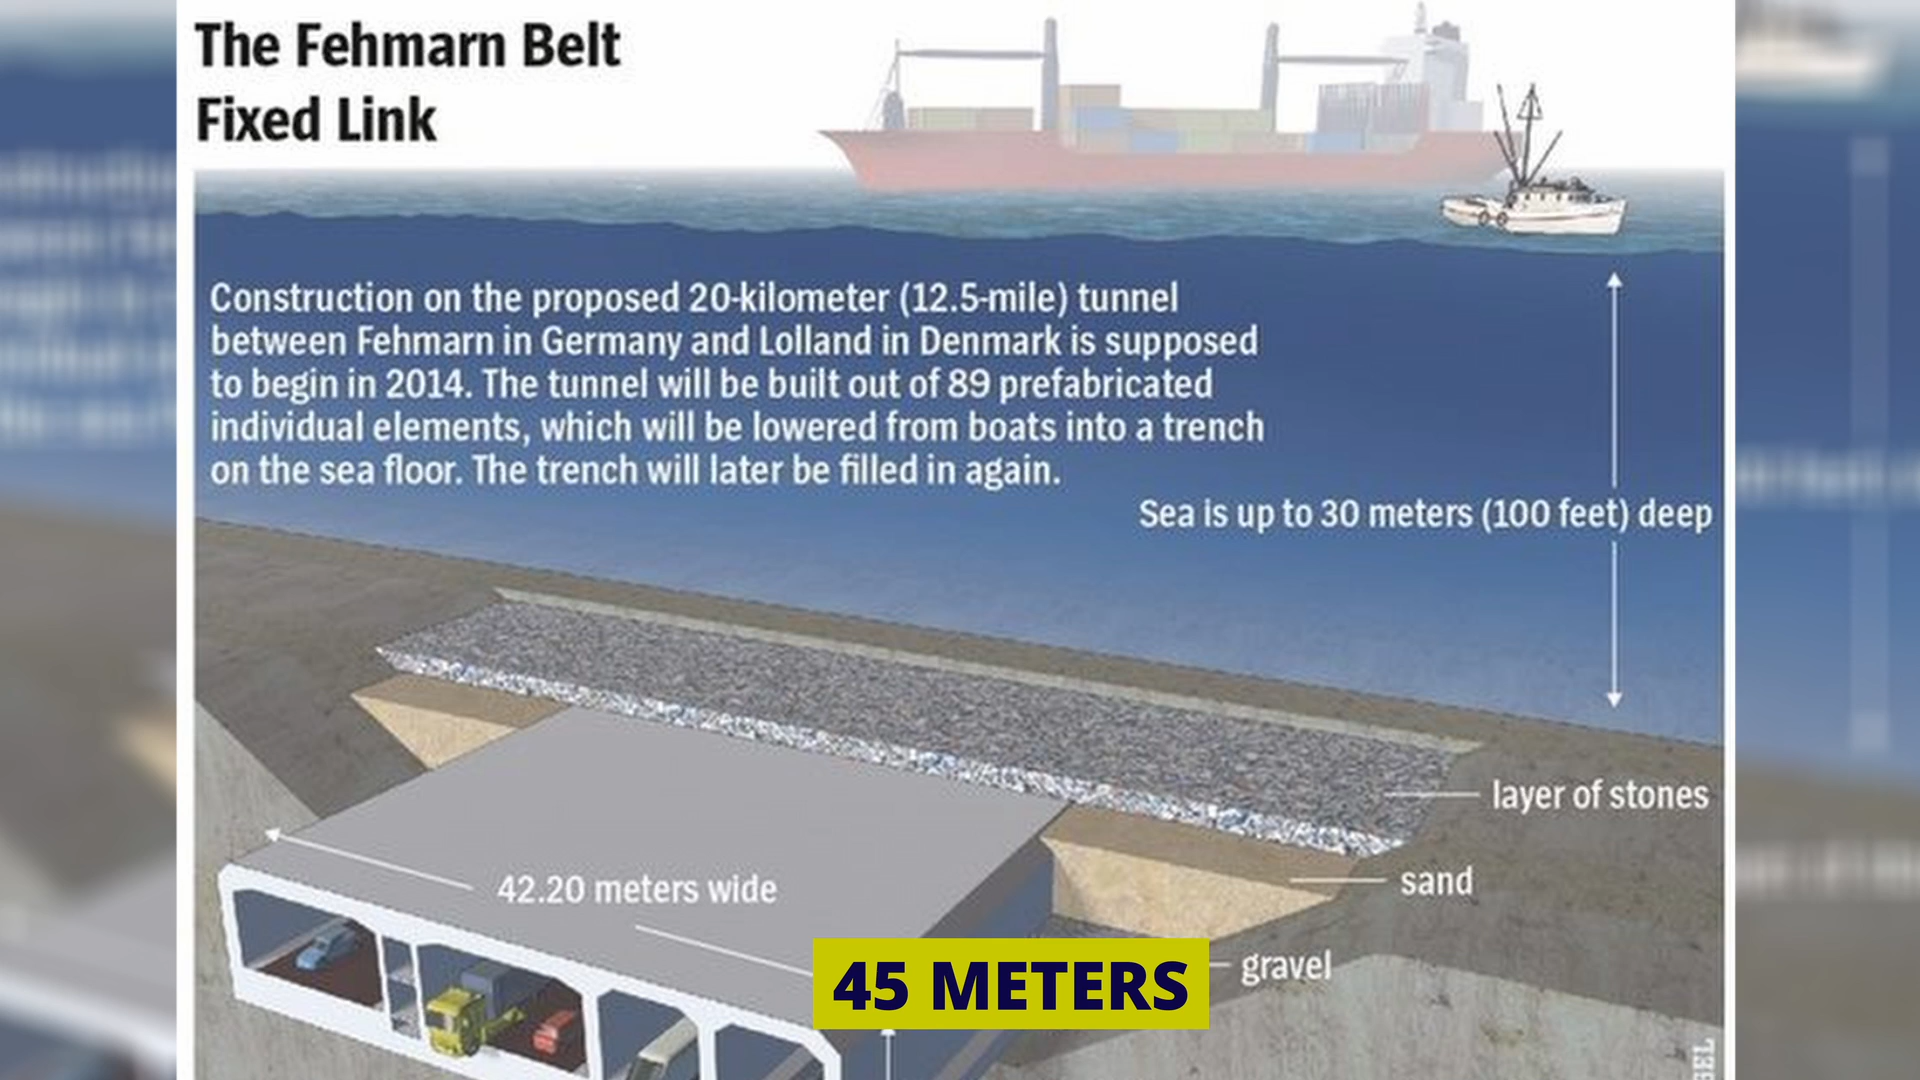 The Fehmarn Belt
Fixed Link
Construction on the proposed 20-kilometer (12.5-mile) tunnel
between Fehmarn in Germany and Lolland in Denmark is supposed
to begin in 2014. The tunnel will be built out of 89 prefabricated
individual elements, which will be lowered from boats into a trench
on the sea floor. The trench will later be filled in again.
Sea is up to 30 meters (100 feet) deep
layer of stones
sand
42.20 meters wide
gravel
45 METERS